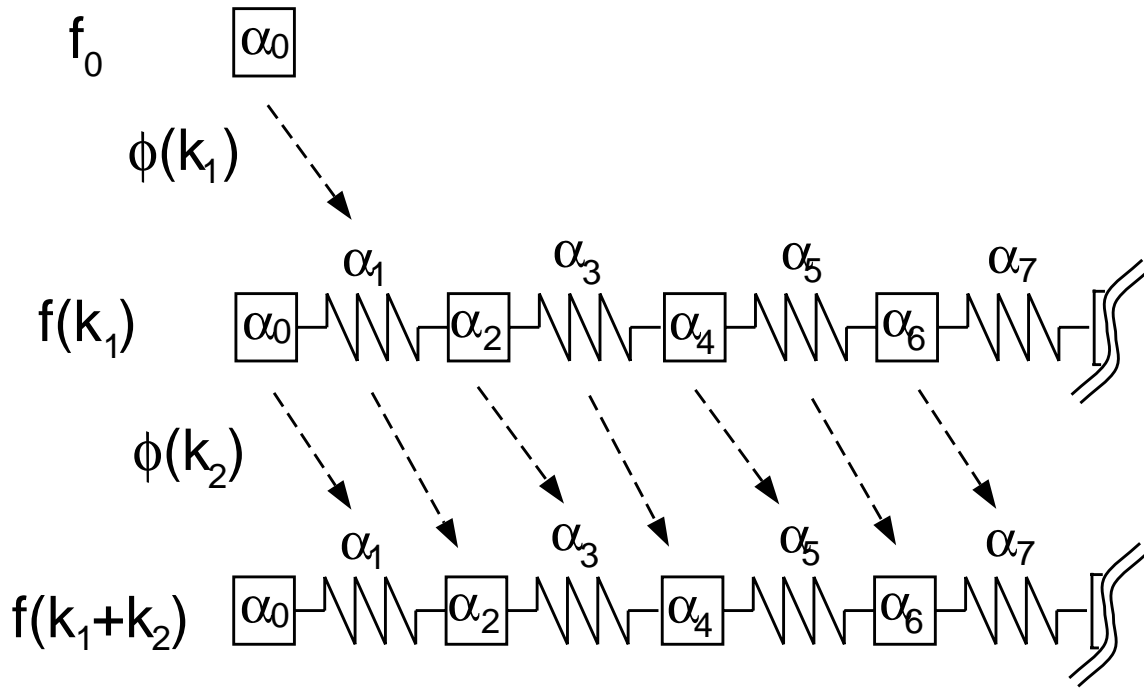 f₀ α₀
ϕ(k₁)
α₁ α₃ α₅ α₇
f(k₁) α₀ α₂ α₄ α₆
ϕ(k₂)
α₁ α₃ α₅ α₇
f(k₁+k₂) α₀ α₂ α₄ α₆